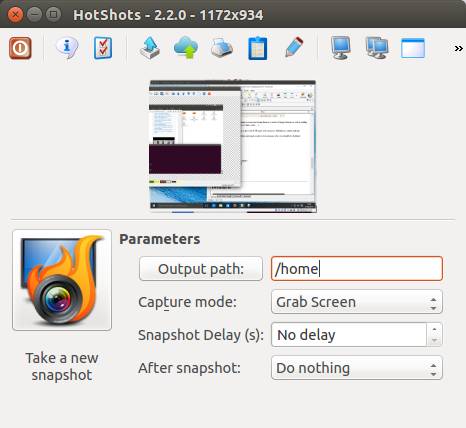 HotShots - 2.2.0 - 1172x934
»
Parameters
Output path:
/home
Capture mode:
Grab Screen
Snapshot Delay (s):
No delay
After snapshot:
Do nothing
Take a new
snapshot